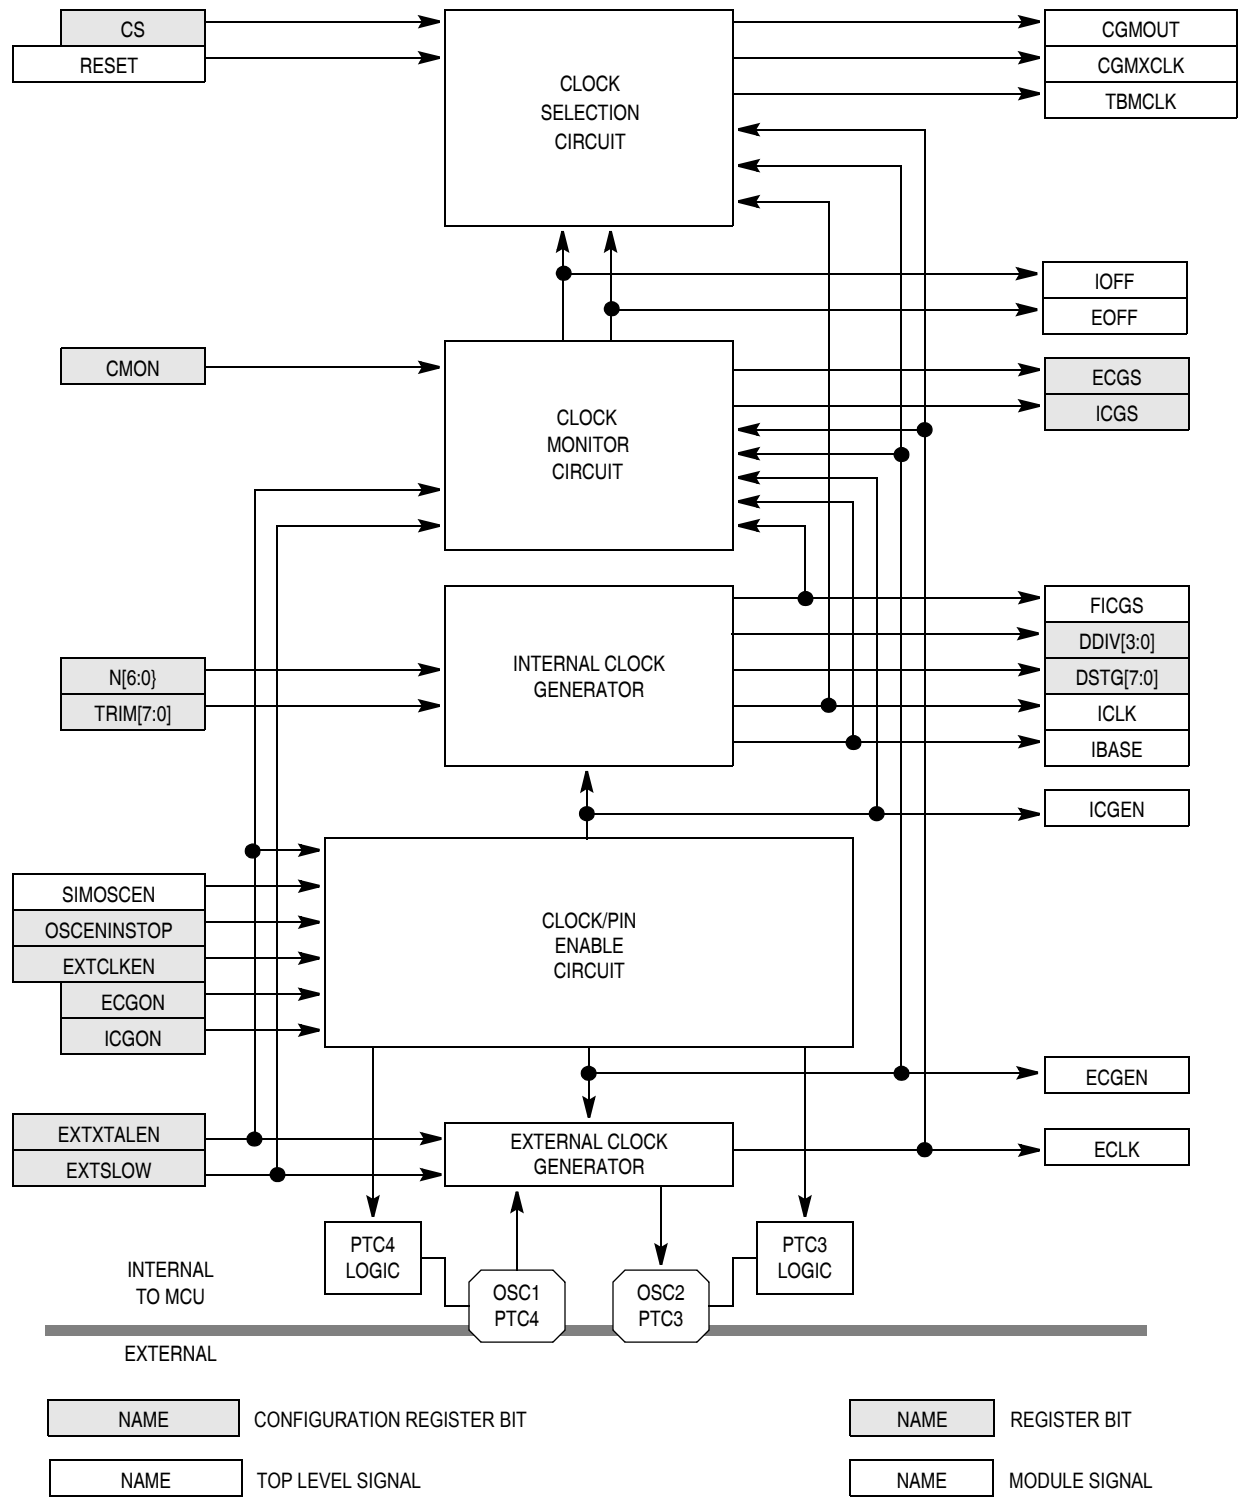 CS
RESET
CLOCK
SELECTION
CIRCUIT
CGMOUT
CGMXCLK
TBMCLK
IOFF
EOFF
CMON
CLOCK
MONITOR
CIRCUIT
ECGS
ICGS
N[6:0}
TRIM[7:0]
INTERNAL CLOCK
GENERATOR
FICGS
DDIV[3:0]
DSTG[7:0]
ICLK
IBASE
ICGEN
SIMOSCEN
OSCENINSTOP
EXTCLKEN
ECGON
ICGON
CLOCK/PIN
ENABLE
CIRCUIT
ECGEN
EXTXTALEN
EXTSLOW
EXTERNAL CLOCK
GENERATOR
ECLK
PTC4
LOGIC
OSC1
PTC4
OSC2
PTC3
PTC3
LOGIC
INTERNAL
TO MCU
EXTERNAL
NAME
CONFIGURATION REGISTER BIT
NAME
REGISTER BIT
NAME
TOP LEVEL SIGNAL
NAME
MODULE SIGNAL